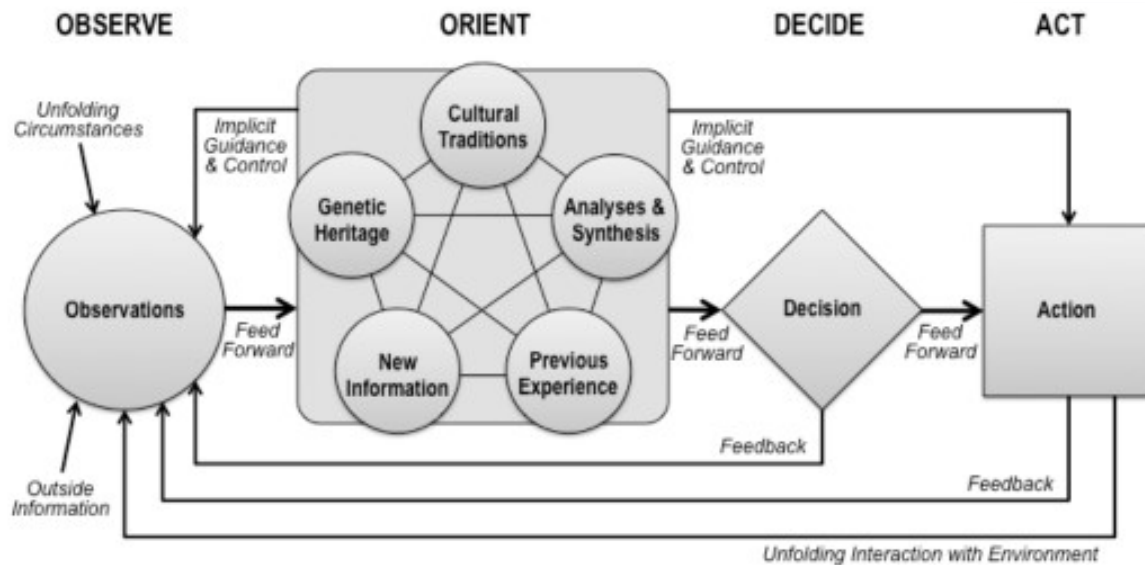 OBSERVE
ORIENT
DECIDE
ACT
Unfolding
Circumstances
Implicit
Guidance
& Control
Cultural
Traditions
Implicit
Guidance
& Control
Genetic
Heritage
Analyses &
Synthesis
Observations
Feed
Forward
New
Information
Previous
Experience
Feed
Forward
Decision
Feed
Forward
Action
Feedback
Outside
Information
Feedback
Unfolding Interaction with Environment